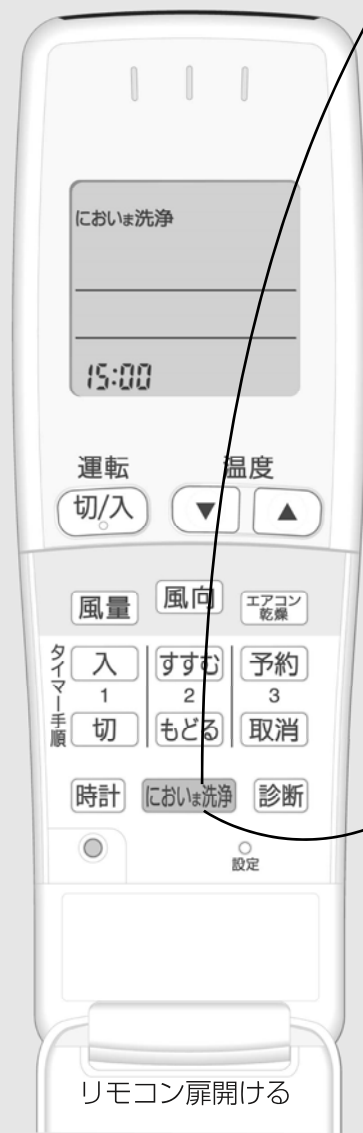 におい今洗浄
15:00
運転 温度
切/入 ▼ ▲
風量 風向 エアコン
乾燥
タイマー手順
入 すすむ 予約
1 2 3
切 もどる 取消
時計 におい今洗浄 診断
設定
リモコン扉開ける